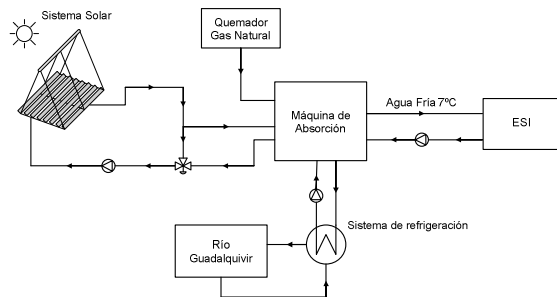 Sistema Solar
Quemador
Gas Natural
Máquina de
Absorción
Agua Fría 7ºC
ESI
Sistema de refrigeración
Río
Guadalquivir